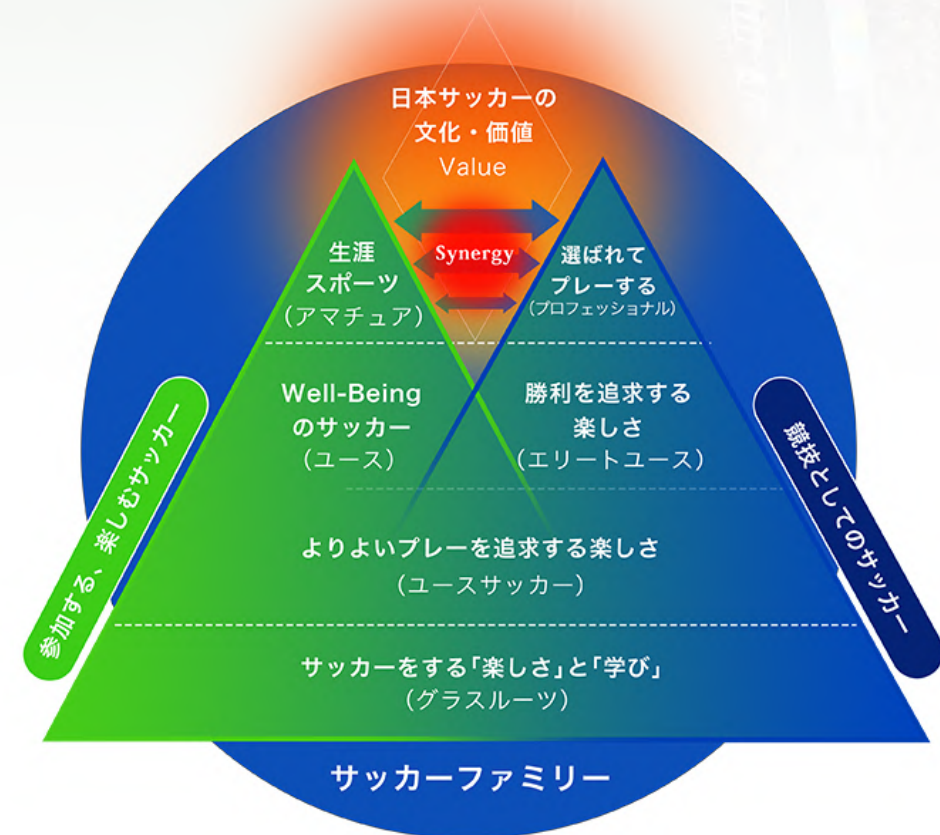 日本サッカーの
文化・価値
Value
Synergy
生涯
スポーツ
(アマチュア)
選ばれて
プレーする
(プロフェッショナル)
Well-Being
のサッカー
(ユース)
勝利を追求する
楽しさ
(エリートユース)
参加する、楽しむサッカー
競技としてのサッカー
よりよいプレーを追求する楽しさ
(ユースサッカー)
サッカーをする「楽しさ」と「学び」
(グラスルーツ)
サッカーファミリー